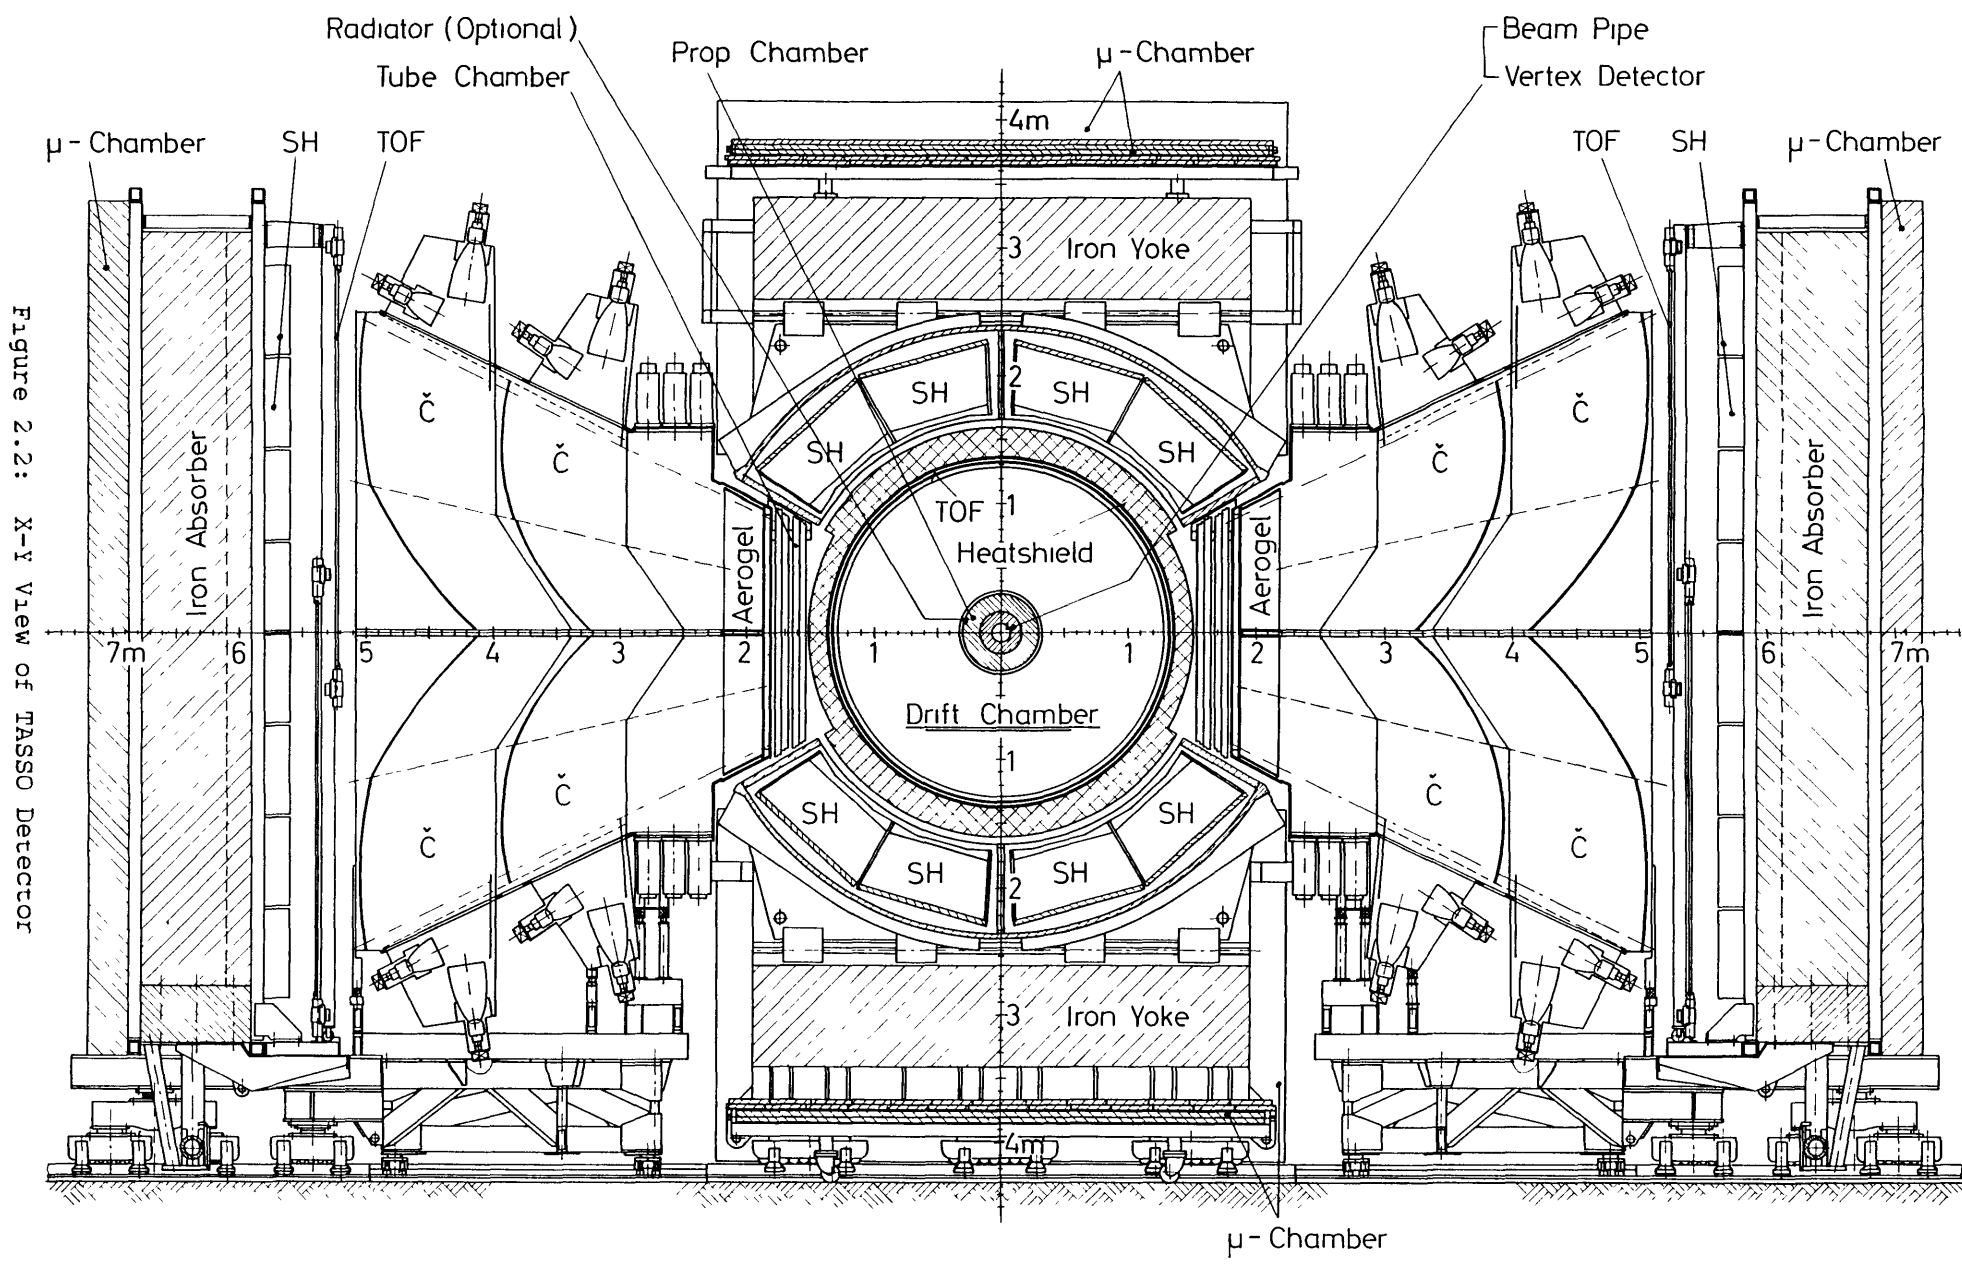 Radiator (Optional)
Tube Chamber
Prop Chamber
μ-Chamber
Beam Pipe
Vertex Detector
μ-Chamber
SH
TOF
TOF
SH
μ-Chamber
4m
3
Iron Yoke
2
SH
SH
SH
SH
Č
Č
Č
Č
Iron Absorber
Iron Absorber
TOF
1
Heatshield
Aerogel
Aerogel
7m
6
5
4
3
2
1
1
2
3
4
5
6
7m
Drift Chamber
1
Č
Č
Č
Č
SH
SH
SH
SH
2
3
Iron Yoke
4m
μ-Chamber
Figure 2.2: X-Y View of TASSO Detector